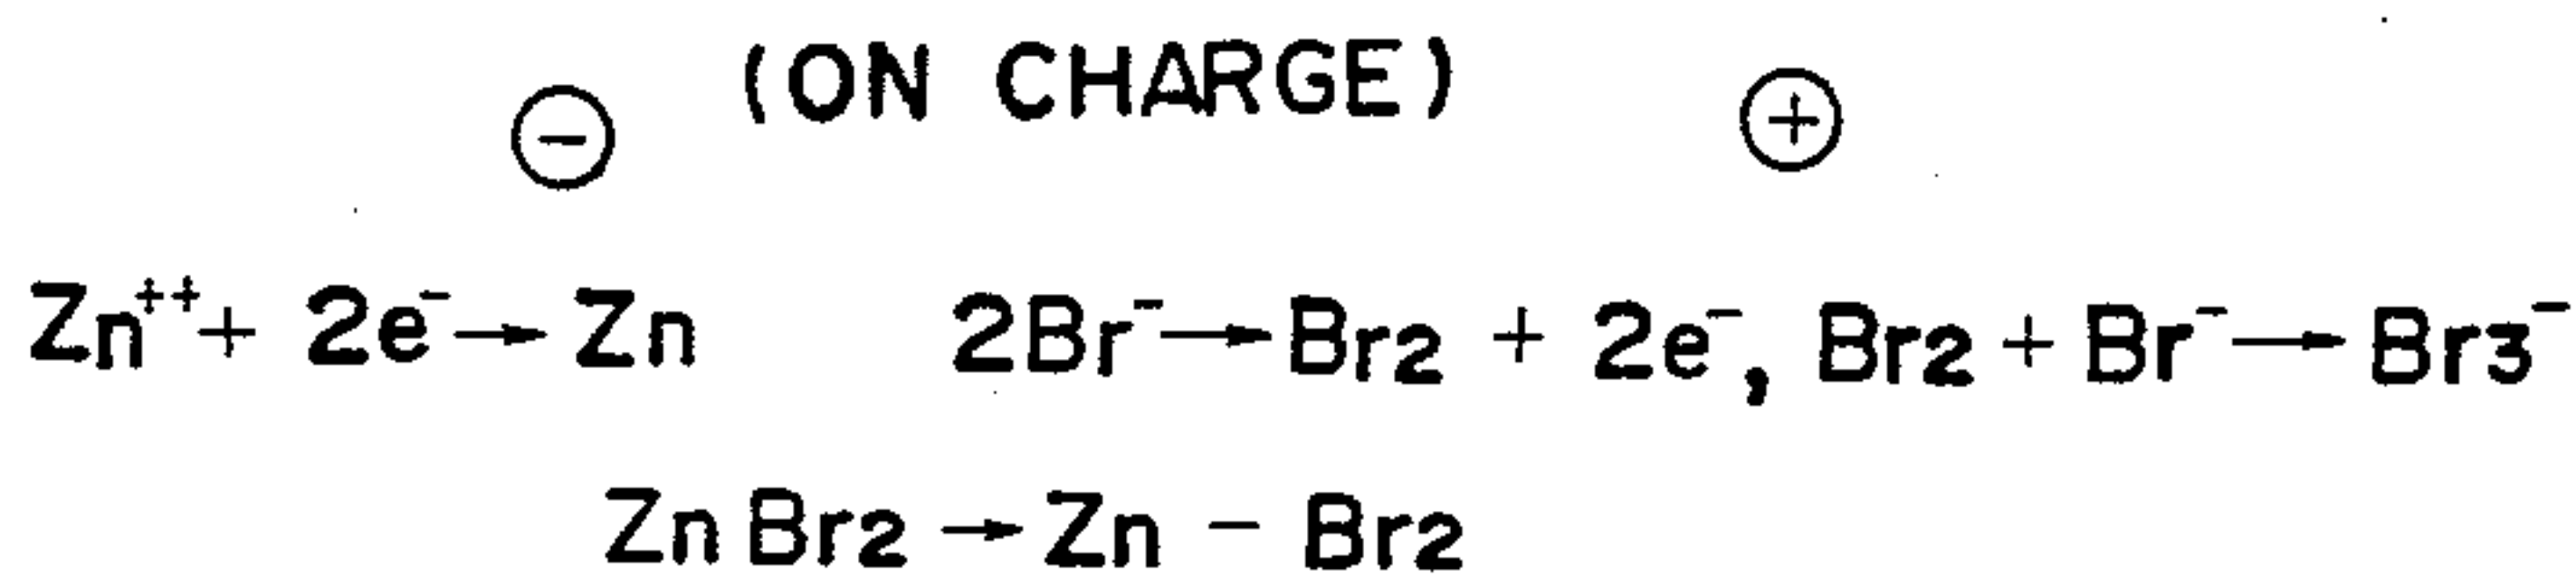 (ON CHARGE)
⊖ ⊕
Zn⁺⁺ + 2e⁻ → Zn 2Br⁻ → Br2 + 2e⁻, Br2 + Br⁻ → Br3⁻
ZnBr2 → Zn − Br2